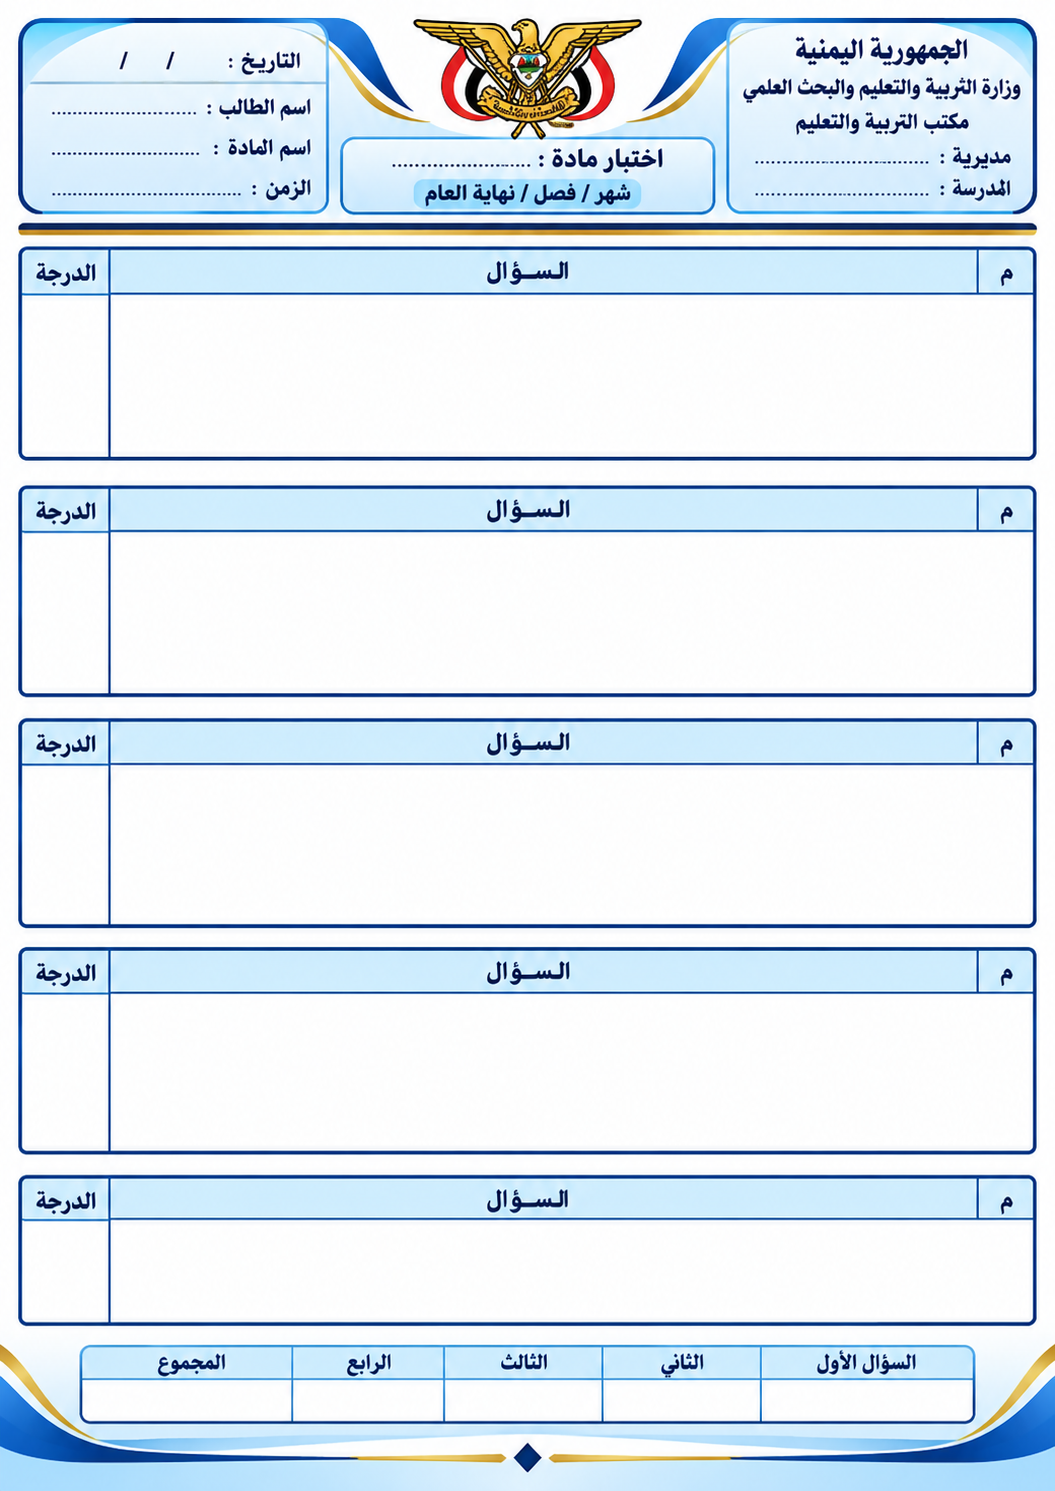 الجمهورية اليمنية
وزارة التربية والتعليم والبحث العلمي
مكتب التربية والتعليم
مديرية : ................................
المدرسة : ................................
اختبار مادة : .........................
شهر / فصل / نهاية العام
التاريخ : / /
اسم الطالب : ...........................
اسم المادة : ...........................
الزمن : ...................................
م السـؤال الدرجة
م السـؤال الدرجة
م السـؤال الدرجة
م السـؤال الدرجة
م السـؤال الدرجة
السؤال الأول الثاني الثالث الرابع المجموع